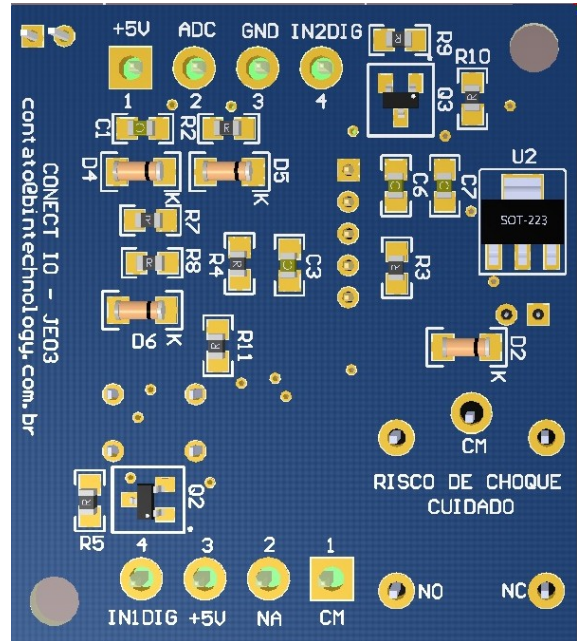 +5V ADC GND IN2DIG
1 2 3 4
R9
R10
Q3
C1
R2
D4
K
D5
K
C6
C7
U2
SOT-223
R7
R8
R4
C3
R3
D6
K
R11
D2
K
CONECT IO - JE03
contato@bintechnology.com.br
CM
RISCO DE CHOQUE
CUIDADO
R5
Q2
4 3 2 1
IN1DIG +5V NA CM
NO
NC